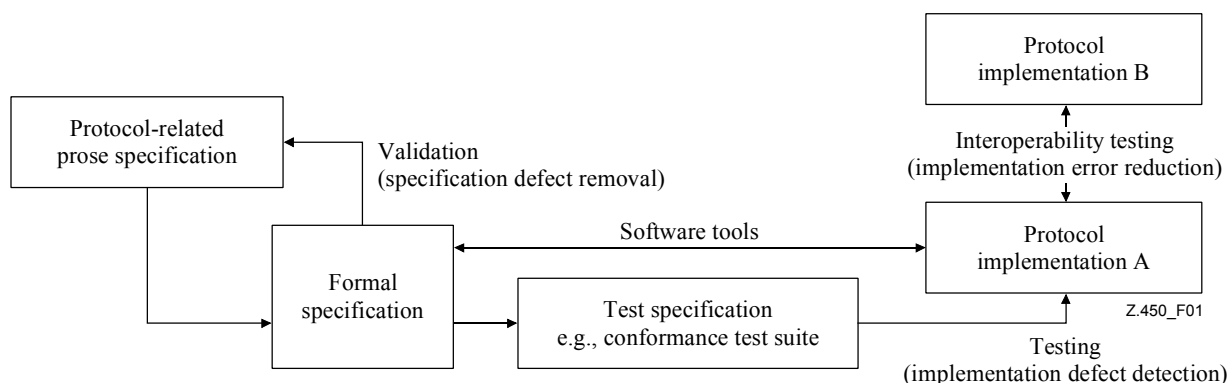 Protocol
implementation B
Protocol-related
prose specification
Validation
(specification defect removal)
Interoperability testing
(implementation error reduction)
Software tools
Protocol
implementation A
Formal
specification
Test specification
e.g., conformance test suite
Z.450_F01
Testing
(implementation defect detection)